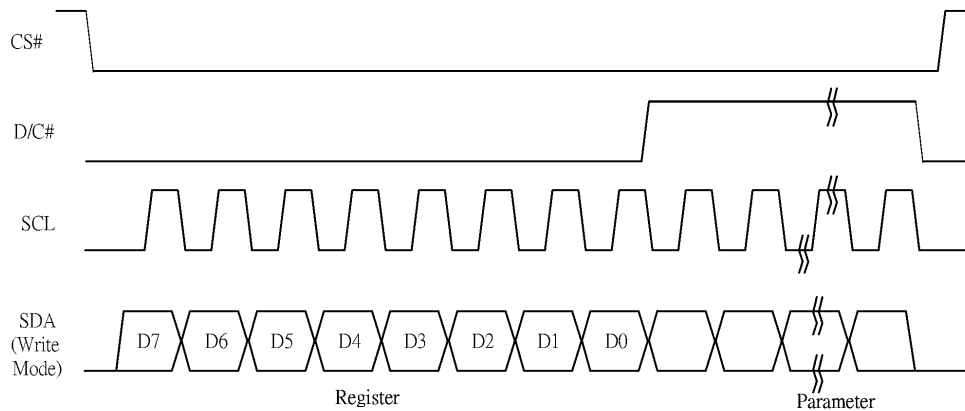 CS#
D/C#
SCL
SDA
(Write
Mode)
D7 D6 D5 D4 D3 D2 D1 D0
Register Parameter